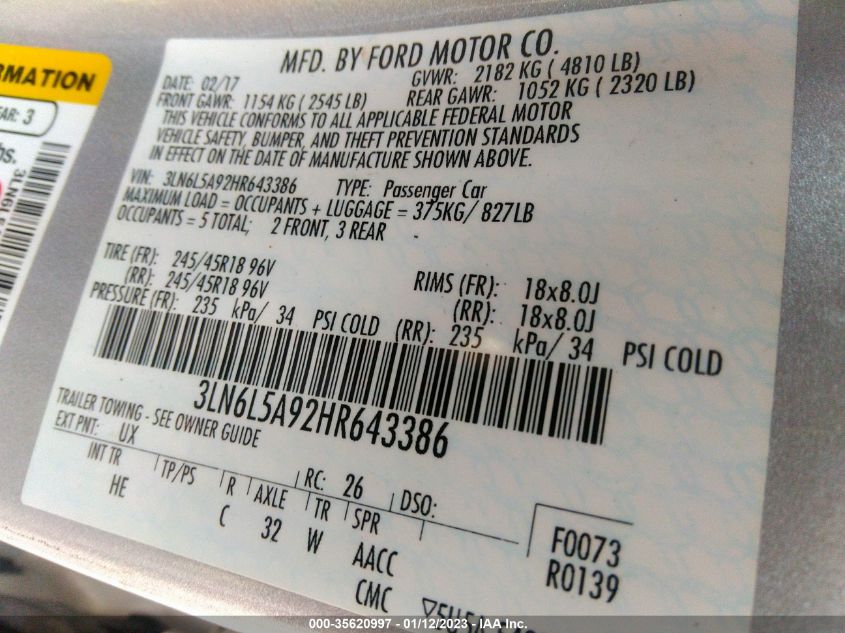 RMATION
EAR: 3
bs.
MFD. BY FORD MOTOR CO.
DATE: 02/17 GVWR: 2182 KG ( 4810 LB)
FRONT GAWR: 1154 KG ( 2545 LB) REAR GAWR: 1052 KG ( 2320 LB)
THIS VEHICLE CONFORMS TO ALL APPLICABLE FEDERAL MOTOR
VEHICLE SAFETY, BUMPER, AND THEFT PREVENTION STANDARDS
IN EFFECT ON THE DATE OF MANUFACTURE SHOWN ABOVE.
VIN: 3LN6L5A92HR643386 TYPE: Passenger Car
MAXIMUM LOAD = OCCUPANTS + LUGGAGE = 375KG/ 827LB
OCCUPANTS = 5 TOTAL; 2 FRONT, 3 REAR
TIRE (FR): 245/45R18 96V RIMS (FR): 18x8.0J
(RR): 245/45R18 96V (RR): 18x8.0J
PRESSURE (FR): 235 kPa/ 34 PSI COLD (RR): 235 kPa/ 34 PSI COLD
3LN6L5A92HR643386
TRAILER TOWING - SEE OWNER GUIDE
EXT PNT: UX RC: 26 DSO:
INT TR TP/PS R AXLE TR SPR
HE C 32 W AACC
CMC
F0073
R0139
000-35620997 - 01/12/2023 - IAA Inc.